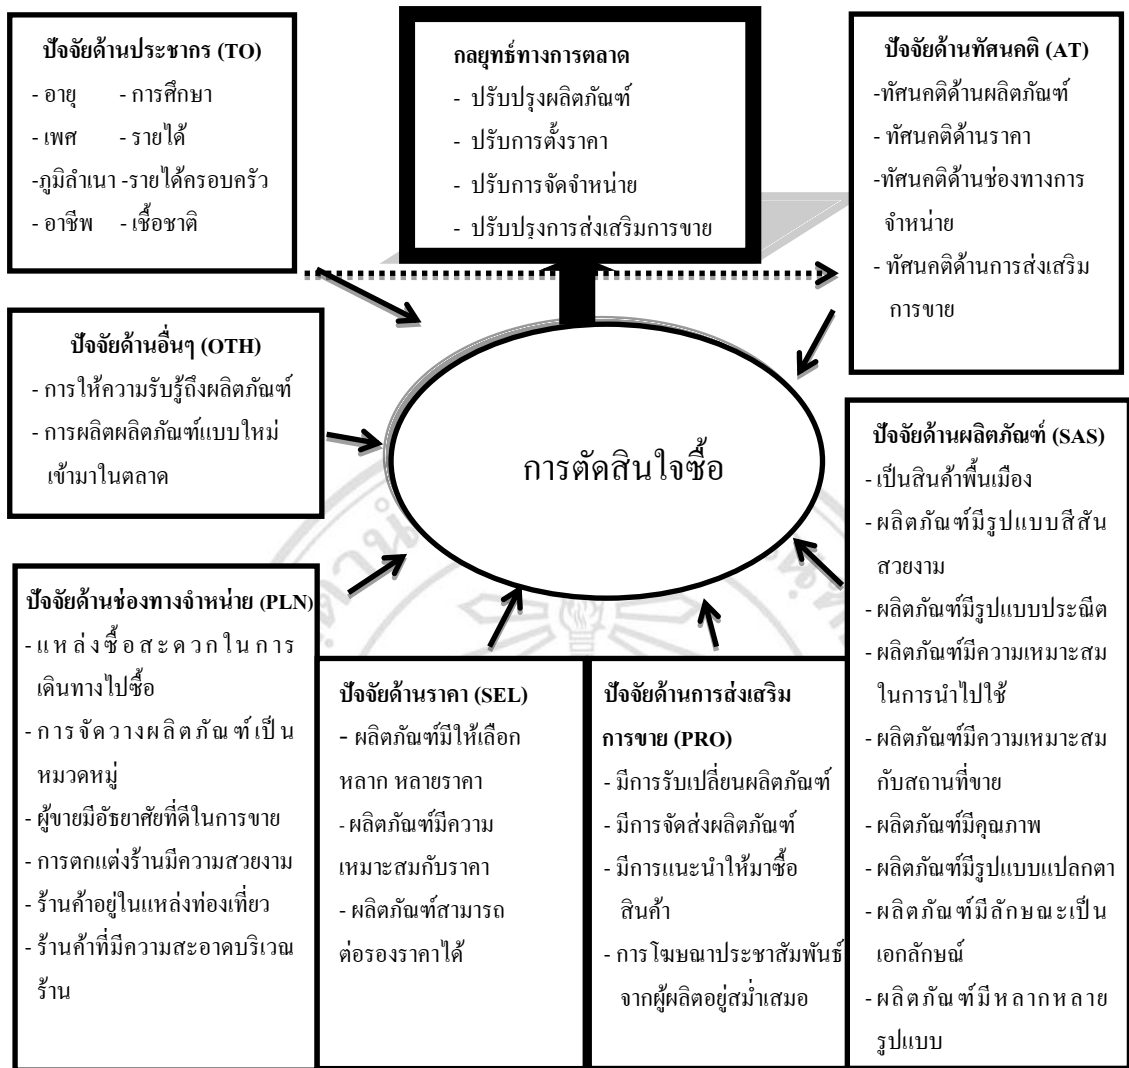 ปัจจัยด้านประชากร (TO)
- อายุ - การศึกษา
- เพศ - รายได้
-ภูมิลำเนา -รายได้ครอบครัว
- อาชีพ - เชื้อชาติ
กลยุทธ์ทางการตลาด
- ปรับปรุงผลิตภัณฑ์
- ปรับการตั้งราคา
- ปรับการจัดจำหน่าย
- ปรับปรุงการส่งเสริมการขาย
ปัจจัยด้านทัศนคติ (AT)
-ทัศนคติด้านผลิตภัณฑ์
- ทัศนคติด้านราคา
-ทัศนคติด้านช่องทางการ
จำหน่าย
- ทัศนคติด้านการส่งเสริม
การขาย
ปัจจัยด้านอื่นๆ (OTH)
- การให้ความรับรู้ถึงผลิตภัณฑ์
- การผลิตผลิตภัณฑ์แบบใหม่
เข้ามาในตลาด
การตัดสินใจซื้อ
ปัจจัยด้านผลิตภัณฑ์ (SAS)
- เป็นสินค้าพื้นเมือง
- ผลิตภัณฑ์มีรูปแบบสีสัน
สวยงาม
- ผลิตภัณฑ์มีรูปแบบประณีต
- ผลิตภัณฑ์มีความเหมาะสม
ในการนำไปใช้
- ผลิตภัณฑ์มีความเหมาะสม
กับสถานที่ขาย
- ผลิตภัณฑ์มีคุณภาพ
- ผลิตภัณฑ์มีรูปแบบแปลกตา
- ผลิตภัณฑ์มีลักษณะเป็น
เอกลักษณ์
- ผลิตภัณฑ์มีหลากหลาย
รูปแบบ
ปัจจัยด้านช่องทางจำหน่าย (PLN)
- แหล่งซื้อสะดวกในการ
เดินทางไปซื้อ
- การจัดวางผลิตภัณฑ์เป็น
หมวดหมู่
- ผู้ขายมีอัธยาศัยที่ดีในการขาย
- การตกแต่งร้านมีความสวยงาม
- ร้านค้าอยู่ในแหล่งท่องเที่ยว
- ร้านค้าที่มีความสะอาดบริเวณ
ร้าน
ปัจจัยด้านราคา (SEL)
- ผลิตภัณฑ์มีให้เลือก
หลาก หลายราคา
- ผลิตภัณฑ์มีความ
เหมาะสมกับราคา
- ผลิตภัณฑ์สามารถ
ต่อรองราคาได้
ปัจจัยด้านการส่งเสริม
การขาย (PRO)
- มีการรับเปลี่ยนผลิตภัณฑ์
- มีการจัดส่งผลิตภัณฑ์
- มีการแนะนำให้มาซื้อ
สินค้า
- การโฆษณาประชาสัมพันธ์
จากผู้ผลิตอยู่สม่ำเสมอ